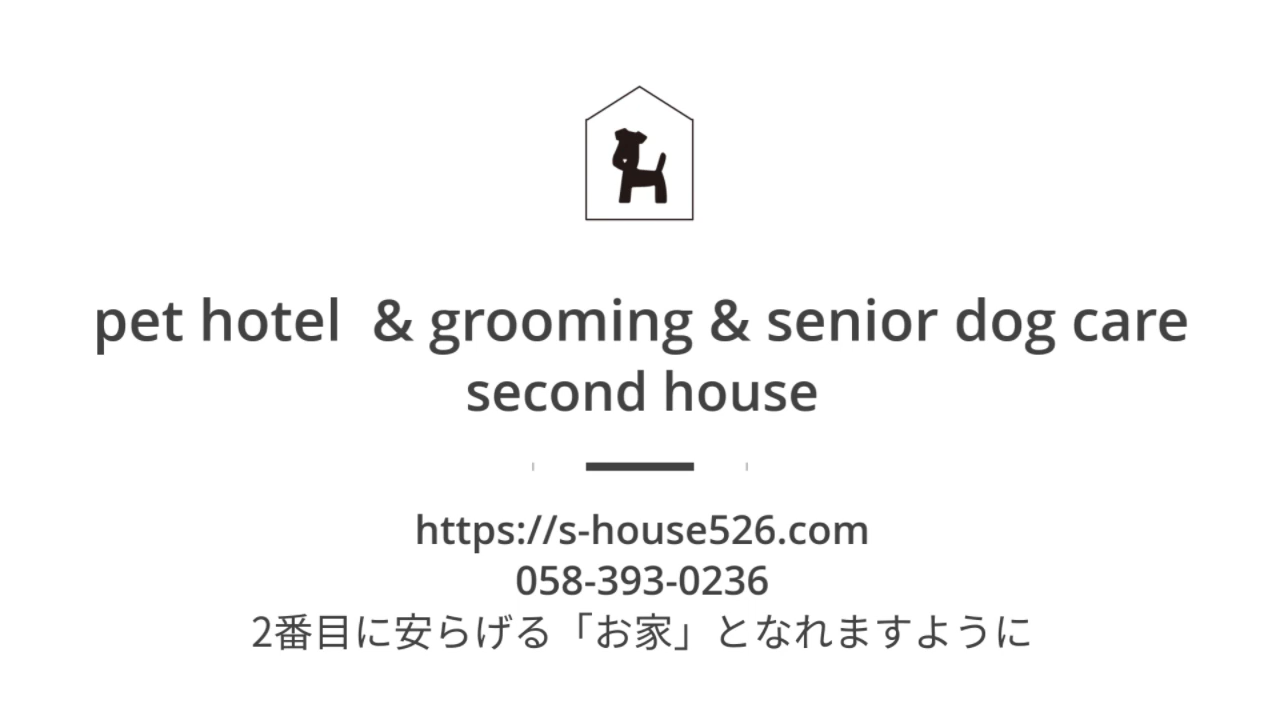 pet hotel  & grooming & senior dog care
second house
https://s-house526.com
058-393-0236
2番目に安らげる「お家」となれますように